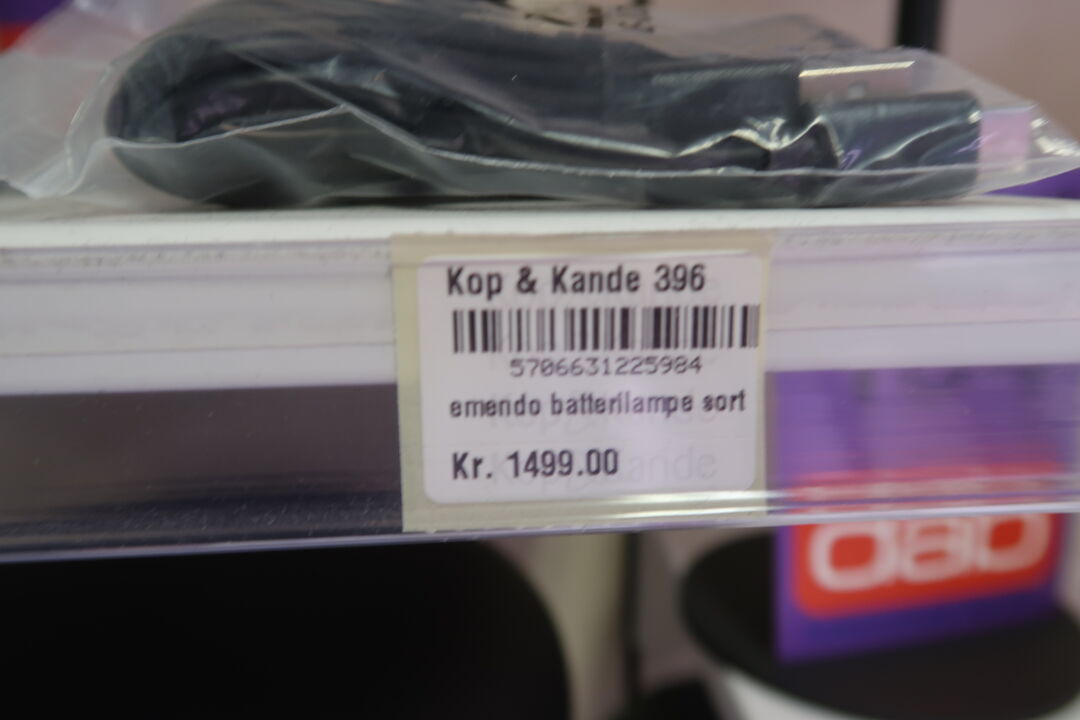 Kop & Kande 396
5706631225984
emendo batterilampe sort
Kr. 1499.00